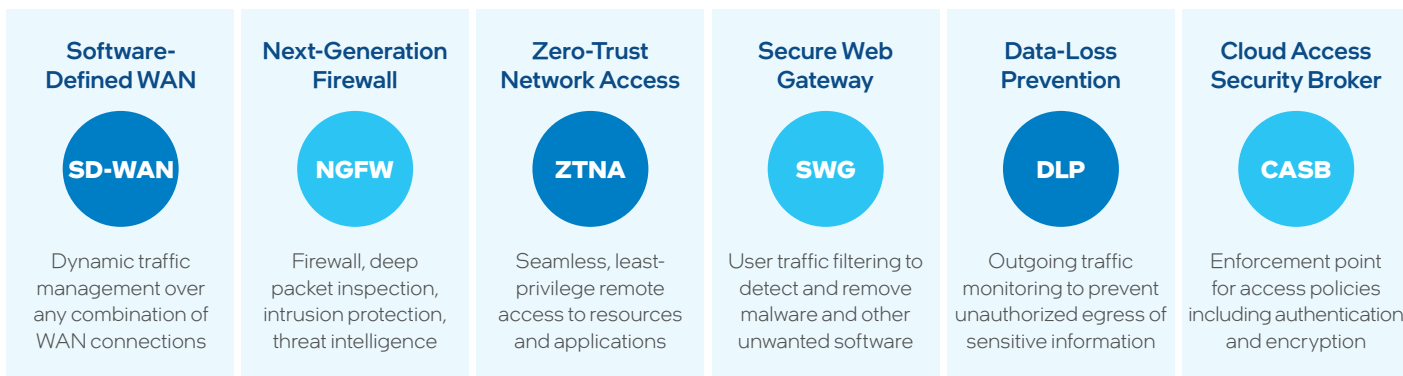 Software-
Defined WAN
SD-WAN
Dynamic traffic
management over
any combination of
WAN connections
Next-Generation
Firewall
NGFW
Firewall, deep
packet inspection,
intrusion protection,
threat intelligence
Zero-Trust
Network Access
ZTNA
Seamless, least-
privilege remote
access to resources
and applications
Secure Web
Gateway
SWG
User traffic filtering to
detect and remove
malware and other
unwanted software
Data-Loss
Prevention
DLP
Outgoing traffic
monitoring to prevent
unauthorized egress of
sensitive information
Cloud Access
Security Broker
CASB
Enforcement point
for access policies
including authentication
and encryption